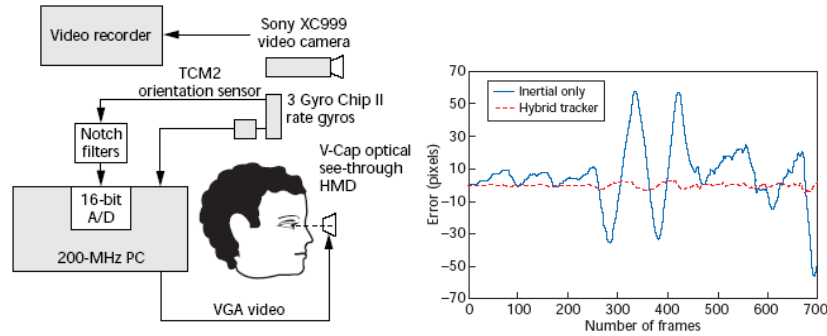 Video recorder
Sony XC999
video camera
TCM2
orientation sensor
3 Gyro Chip II
rate gyros
Notch
filters
V-Cap optical
see-through
HMD
16-bit
A/D
200-MHz PC
VGA video
70
50
30
10
−10
−30
−50
−70
Error (pixels)
Inertial only
Hybrid tracker
0 100 200 300 400 500 600 700
Number of frames